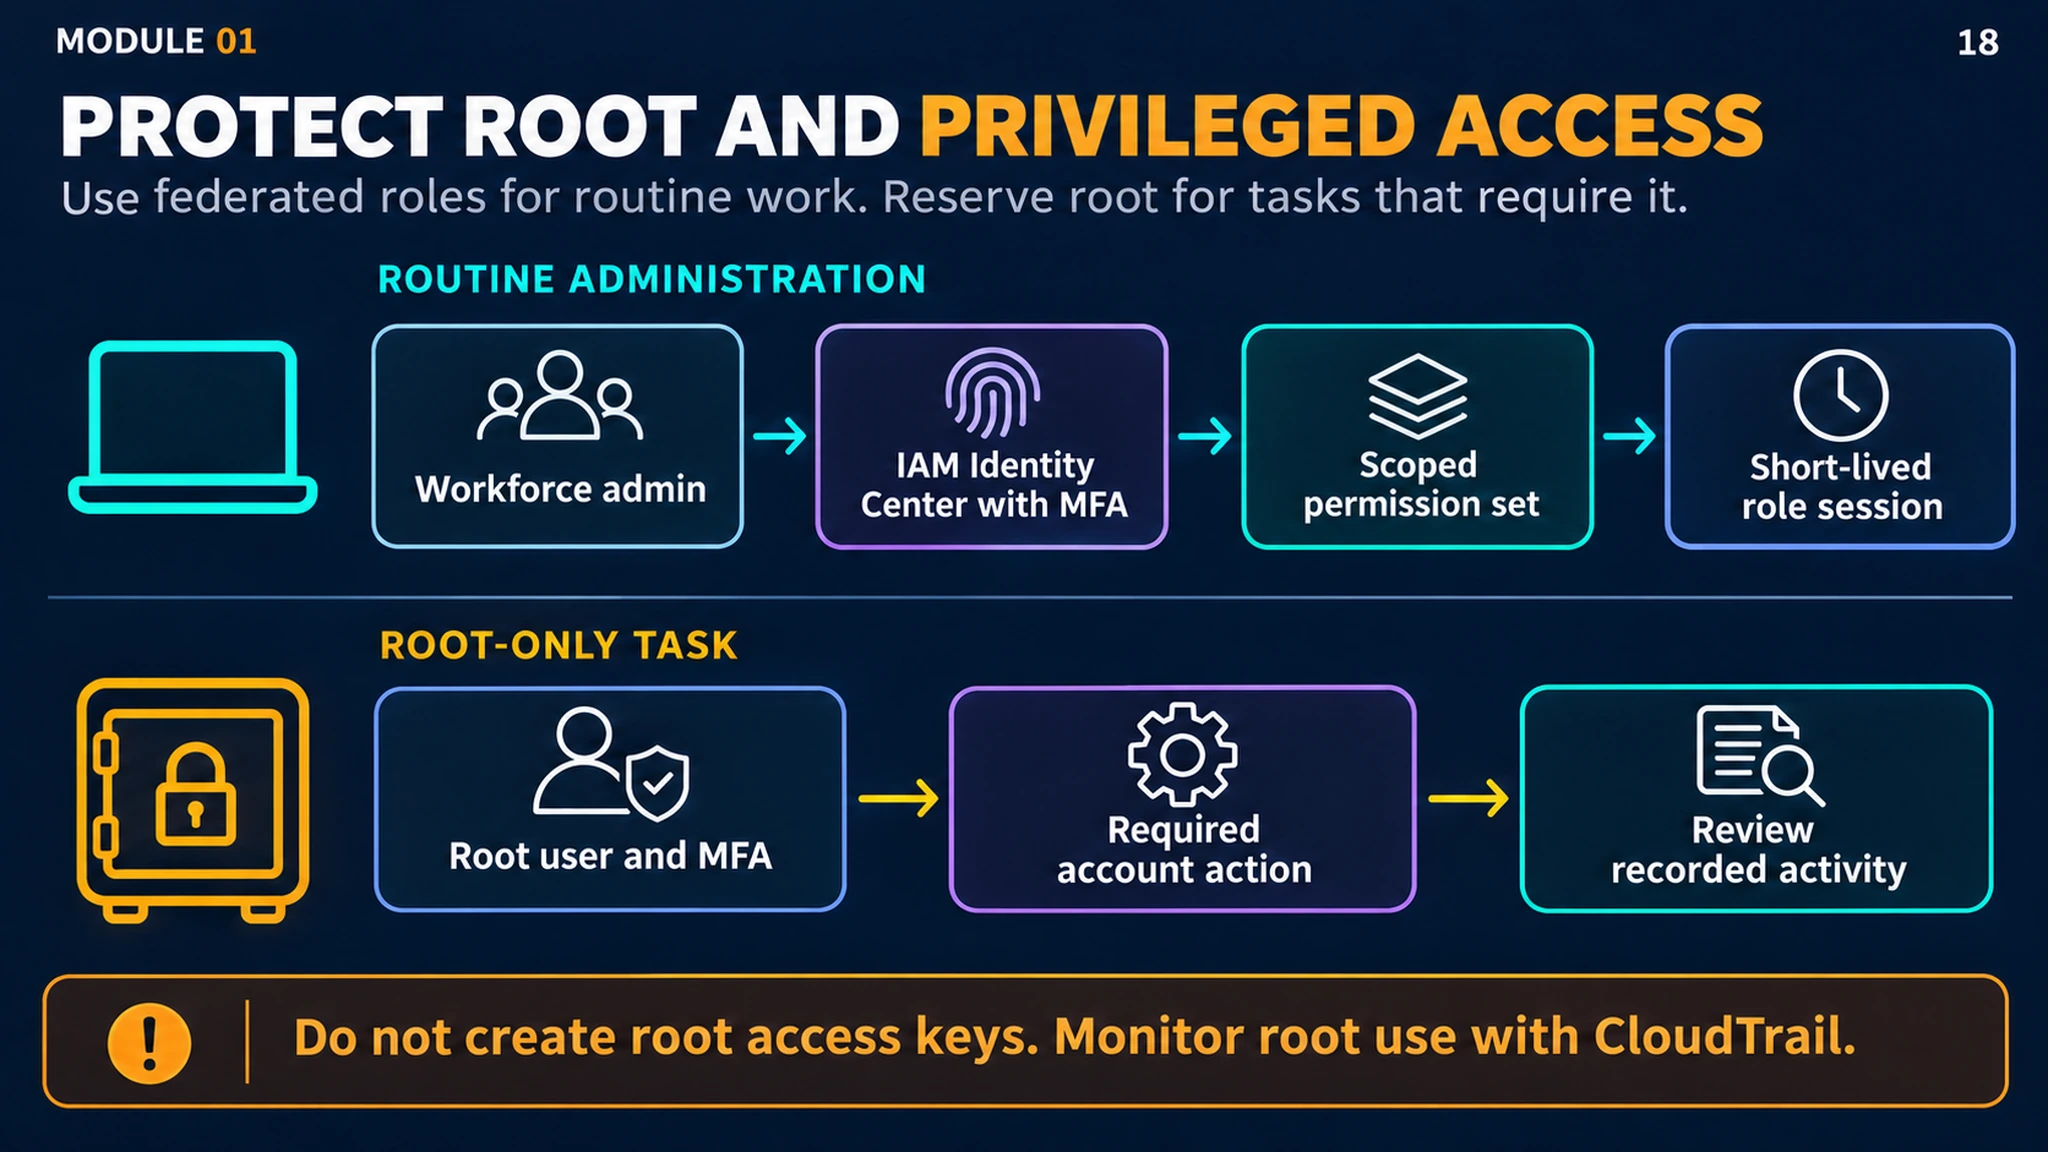 MODULE 01
18
PROTECT ROOT AND PRIVILEGED ACCESS
Use federated roles for routine work. Reserve root for tasks that require it.
ROUTINE ADMINISTRATION
Workforce admin
IAM Identity
Center with MFA
Scoped
permission set
Short-lived
role session
ROOT-ONLY TASK
Root user and MFA
Required
account action
Review
recorded activity
Do not create root access keys. Monitor root use with CloudTrail.